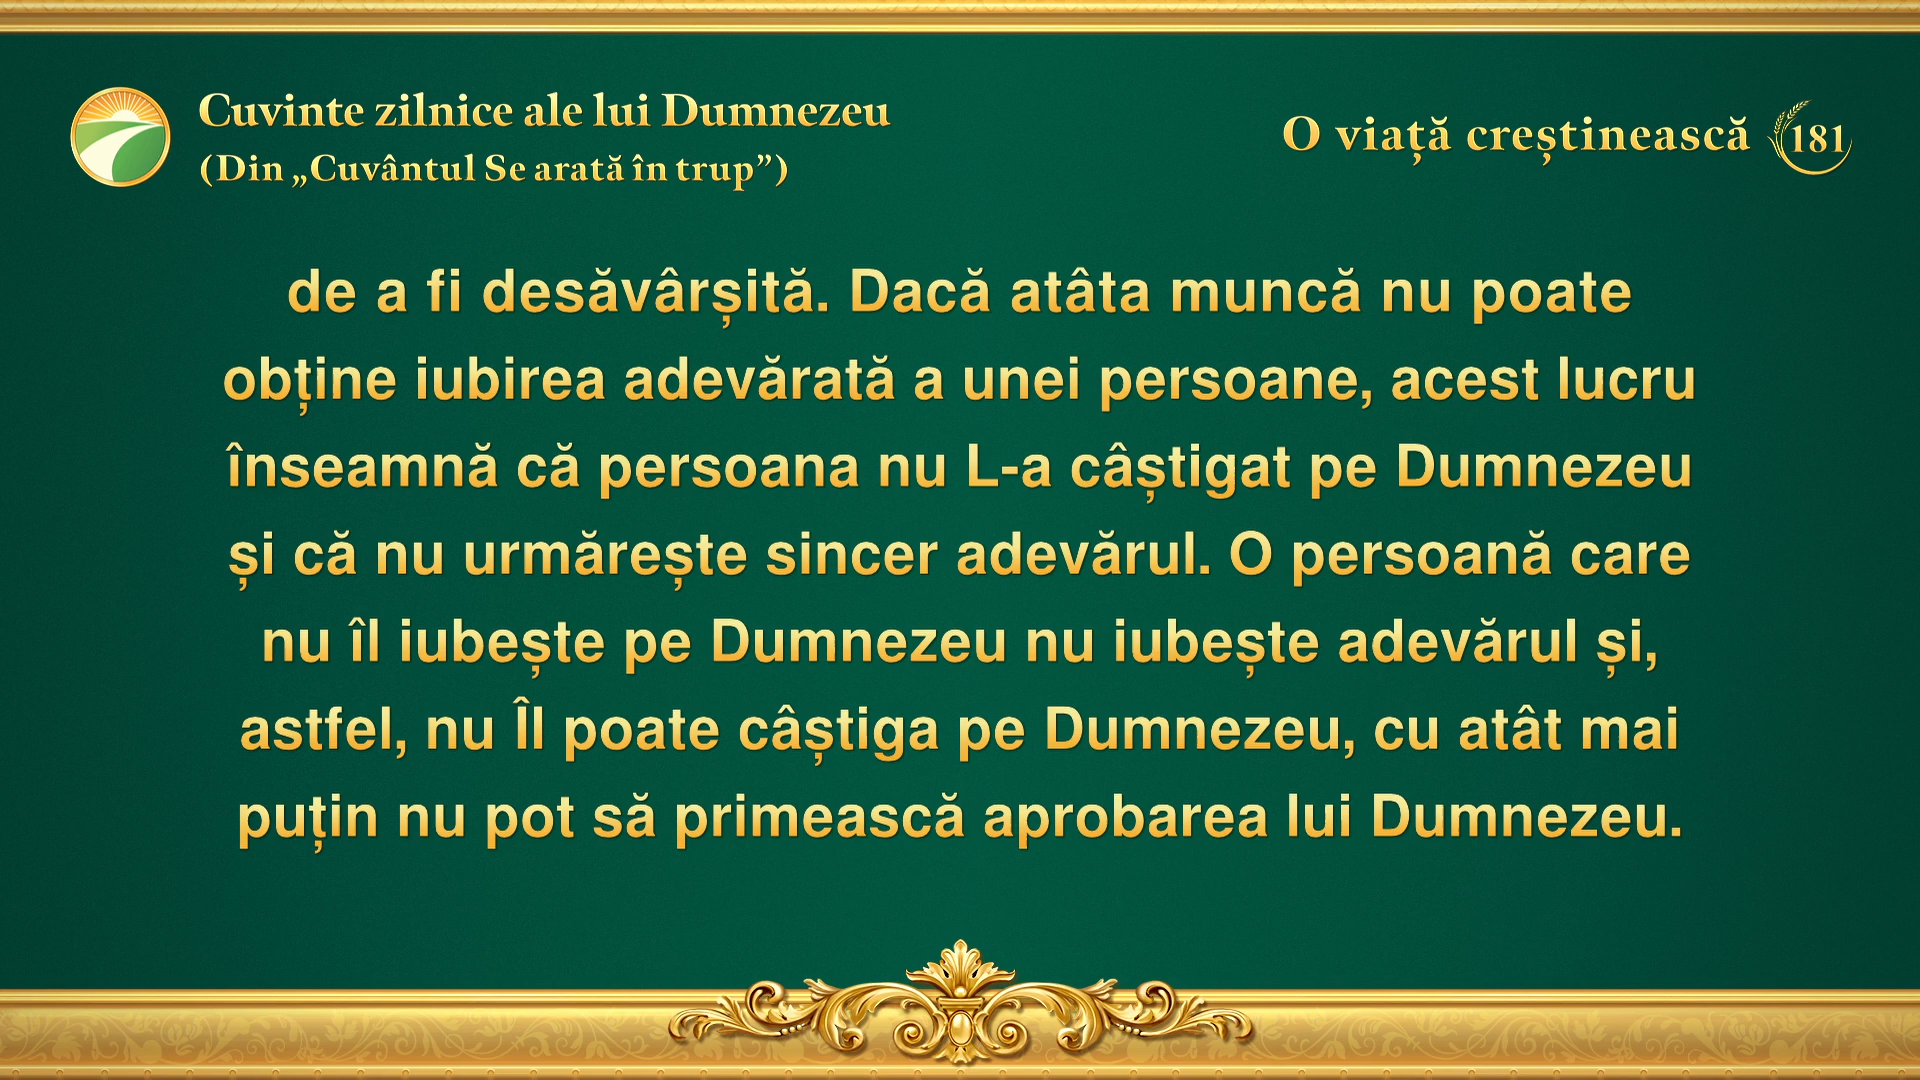 Cuvinte zilnice ale lui Dumnezeu
(Din „Cuvântul Se arată în trup”)
O viață creștinească 181
de a fi desăvârșită. Dacă atâta muncă nu poate
obține iubirea adevărată a unei persoane, acest lucru
înseamnă că persoana nu L-a câștigat pe Dumnezeu
și că nu urmărește sincer adevărul. O persoană care
nu îl iubește pe Dumnezeu nu iubește adevărul și,
astfel, nu Îl poate câștiga pe Dumnezeu, cu atât mai
puțin nu pot să primească aprobarea lui Dumnezeu.